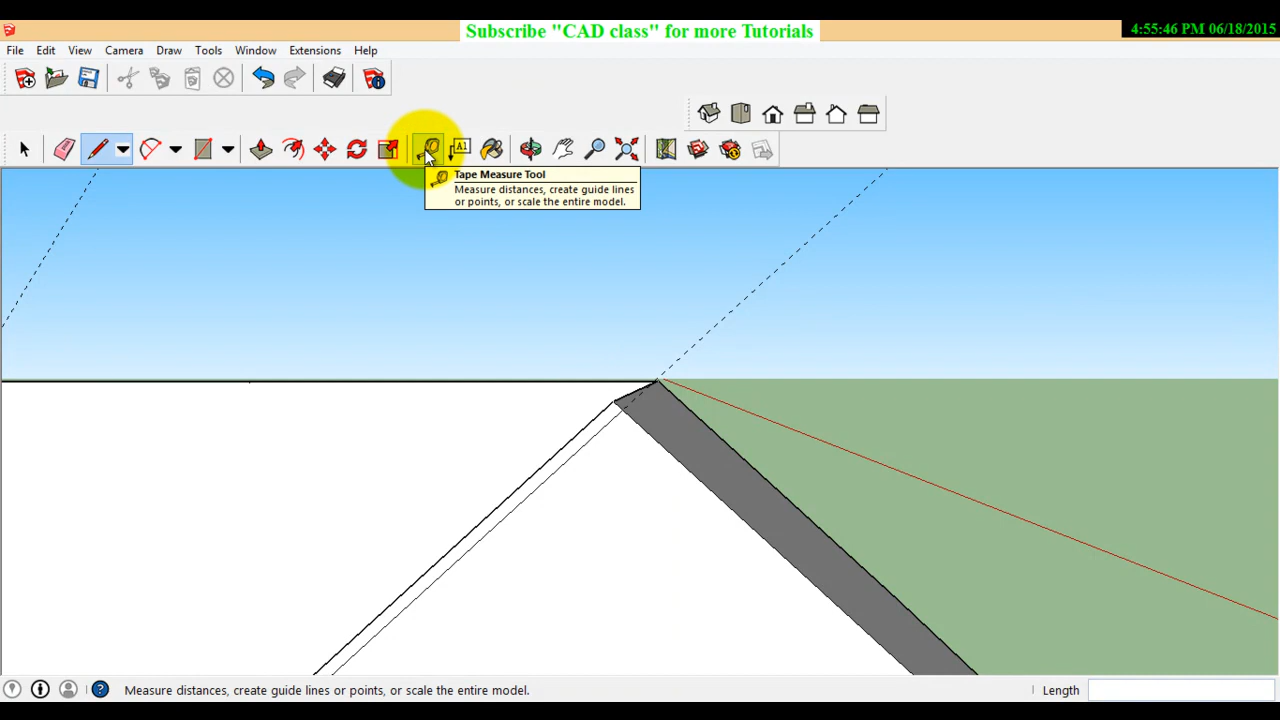 Subscribe "CAD class" for more Tutorials
4:55:46 PM 06/18/2015
File Edit View Camera Draw Tools Window Extensions Help
A1
Tape Measure Tool
Measure distances, create guide lines
or points, or scale the entire model.
Measure distances, create guide lines or points, or scale the entire model.
Length